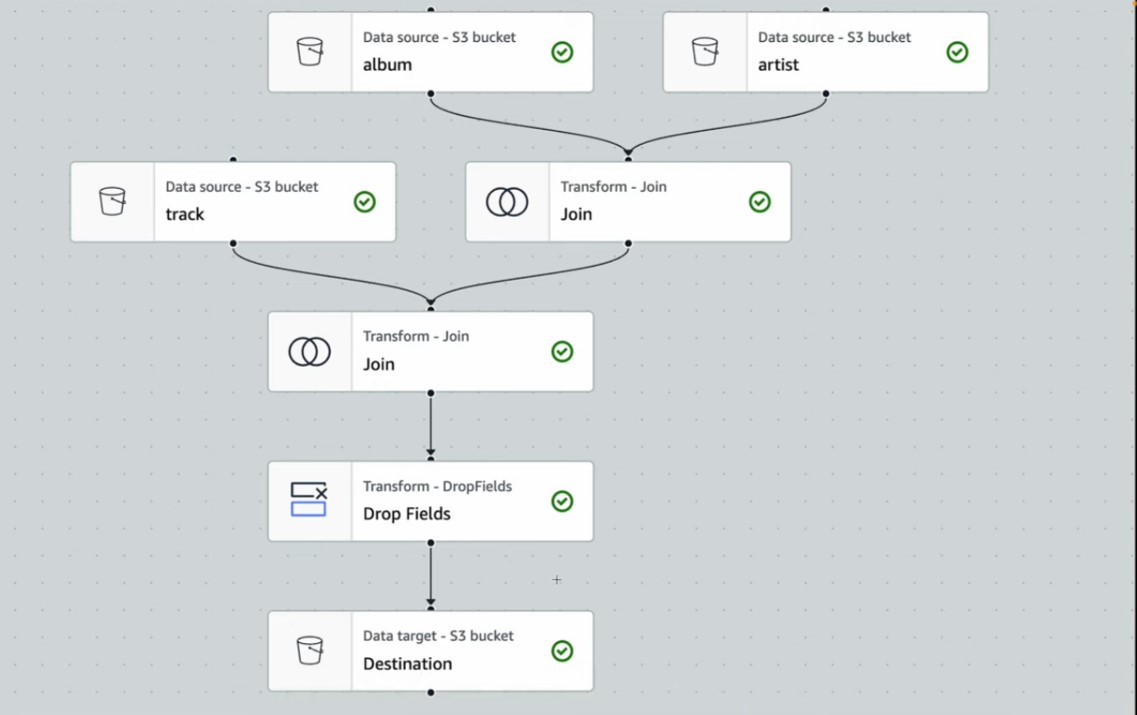 Data source - S3 bucket
album
Data source - S3 bucket
artist
Data source - S3 bucket
track
Transform - Join
Join
Transform - Join
Join
Transform - DropFields
Drop Fields
Data target - S3 bucket
Destination